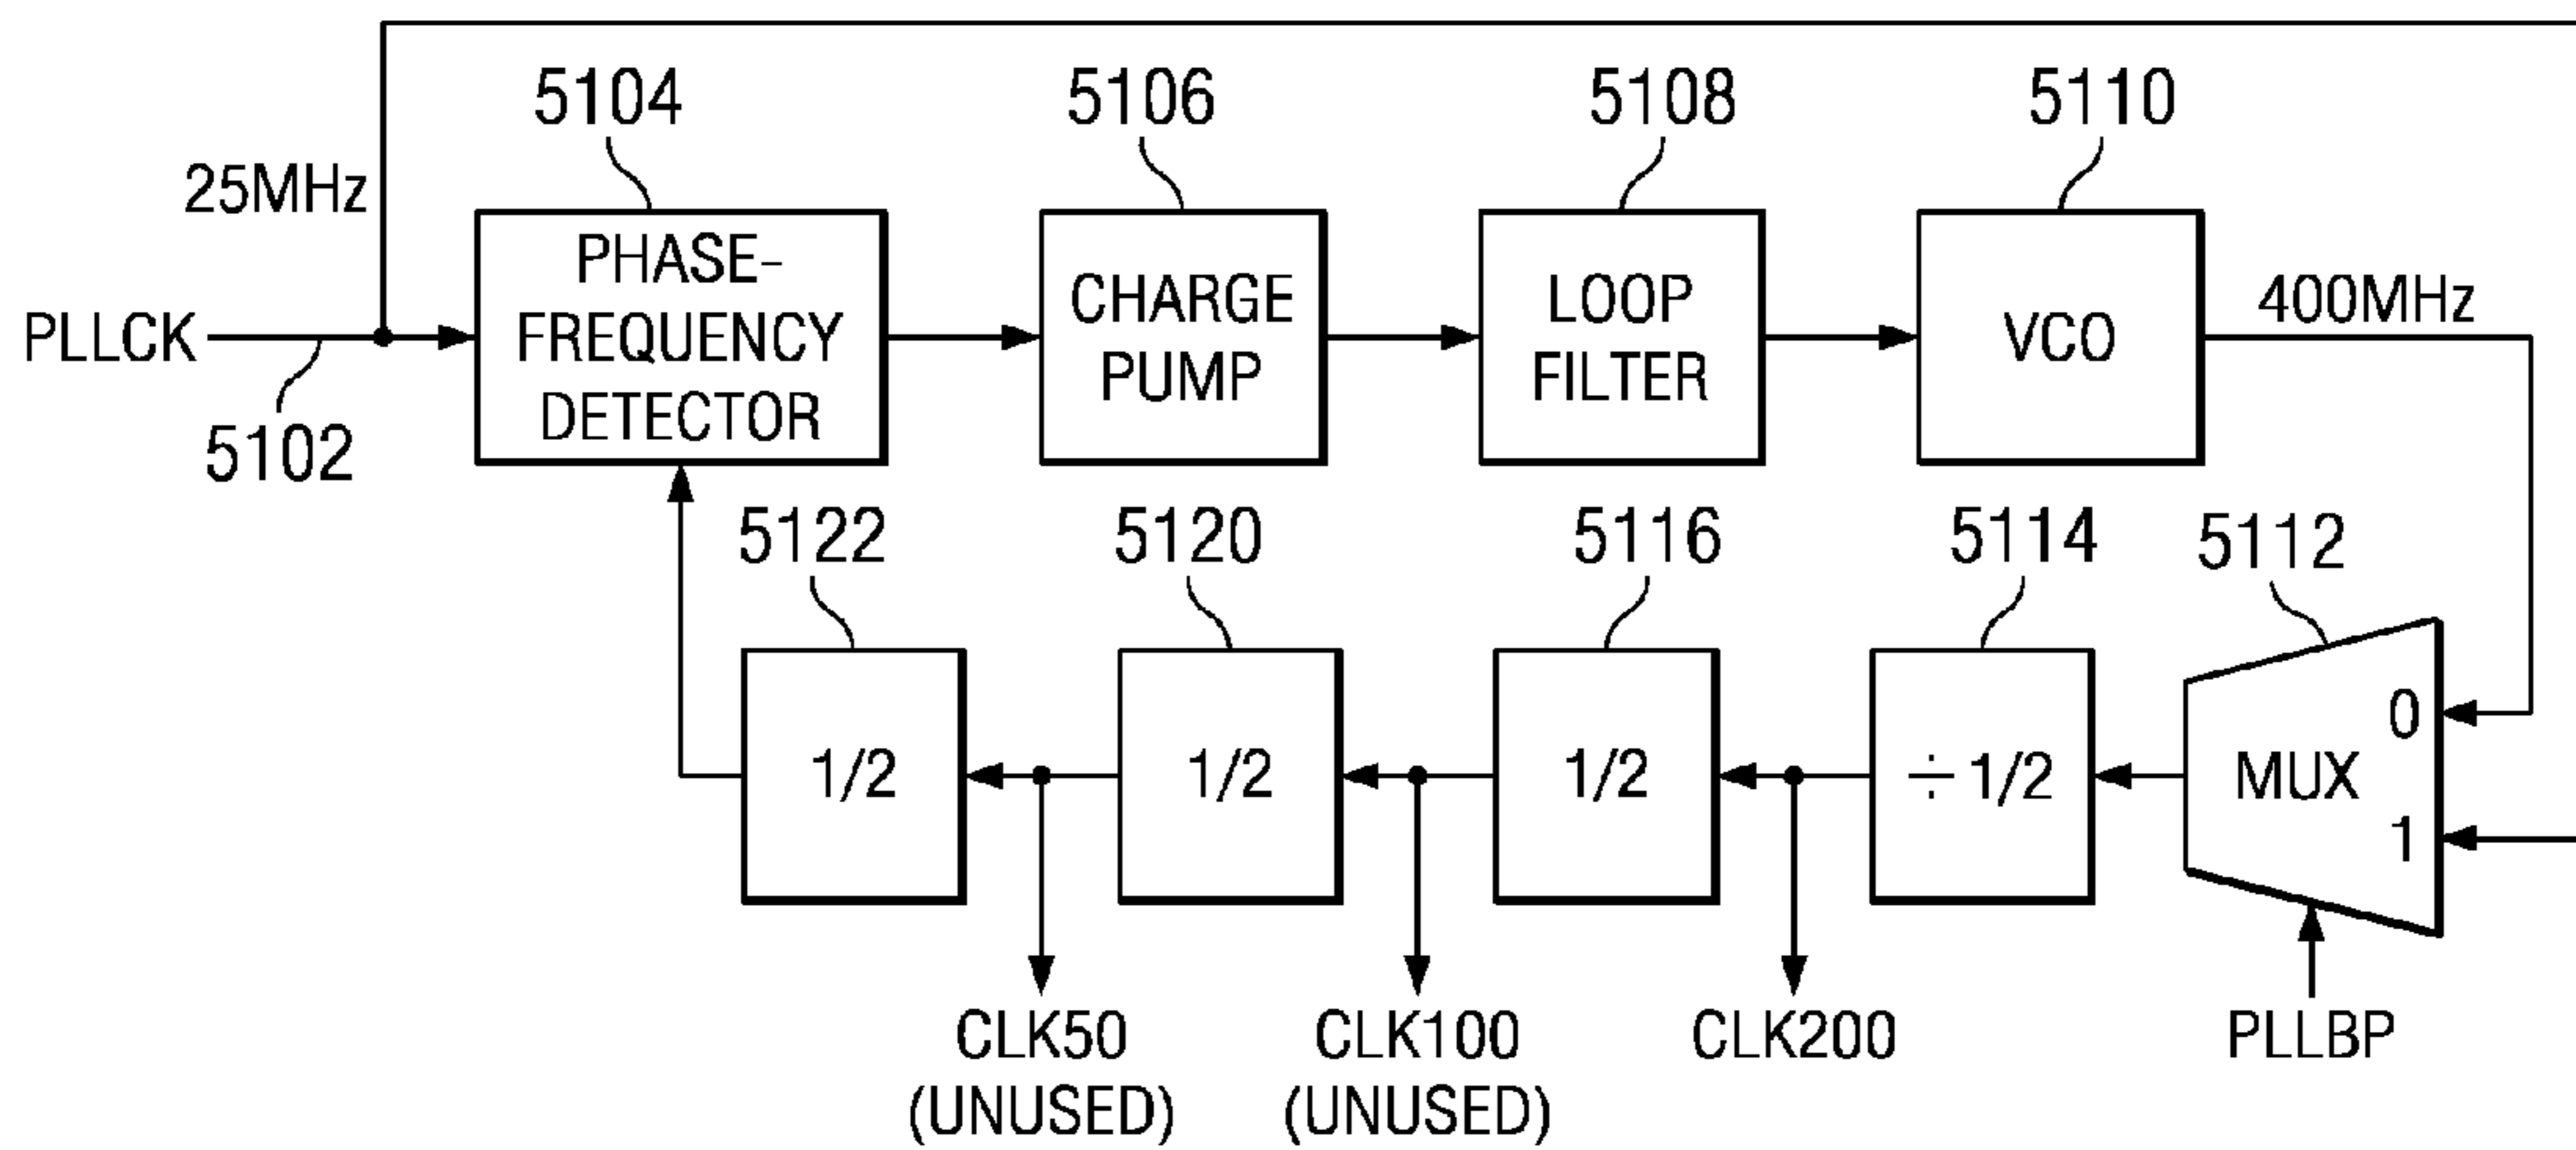 5104
5106
5108
5110
25MHz
PHASE-
FREQUENCY
DETECTOR
CHARGE
PUMP
LOOP
FILTER
VCO
400MHz
PLLCK
5102
5122
5120
5116
5114
5112
1/2
1/2
1/2
÷ 1/2
0
MUX
1
CLK50
(UNUSED)
CLK100
(UNUSED)
CLK200
PLLBP